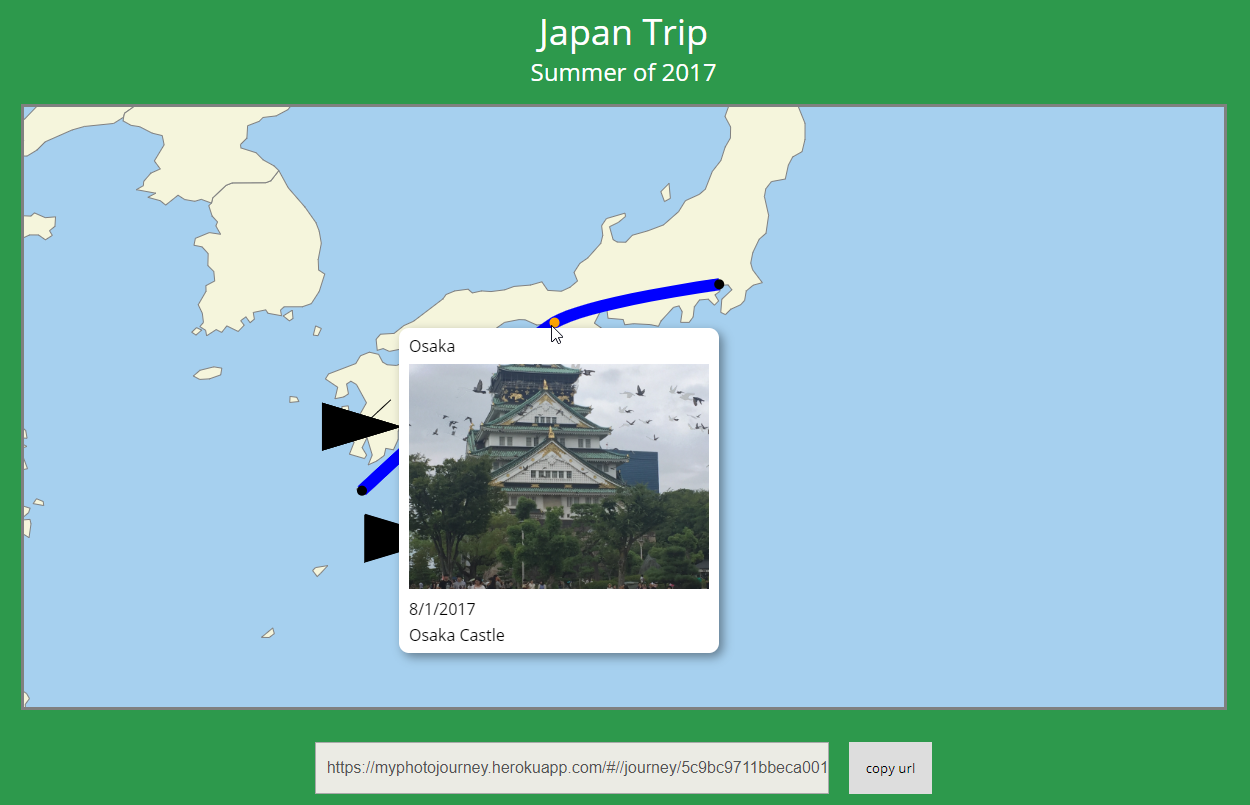 Japan Trip
Summer of 2017
Osaka
8/1/2017
Osaka Castle
https://myphotojourney.herokuapp.com/#//journey/5c9bc9711bbeca001
copy url